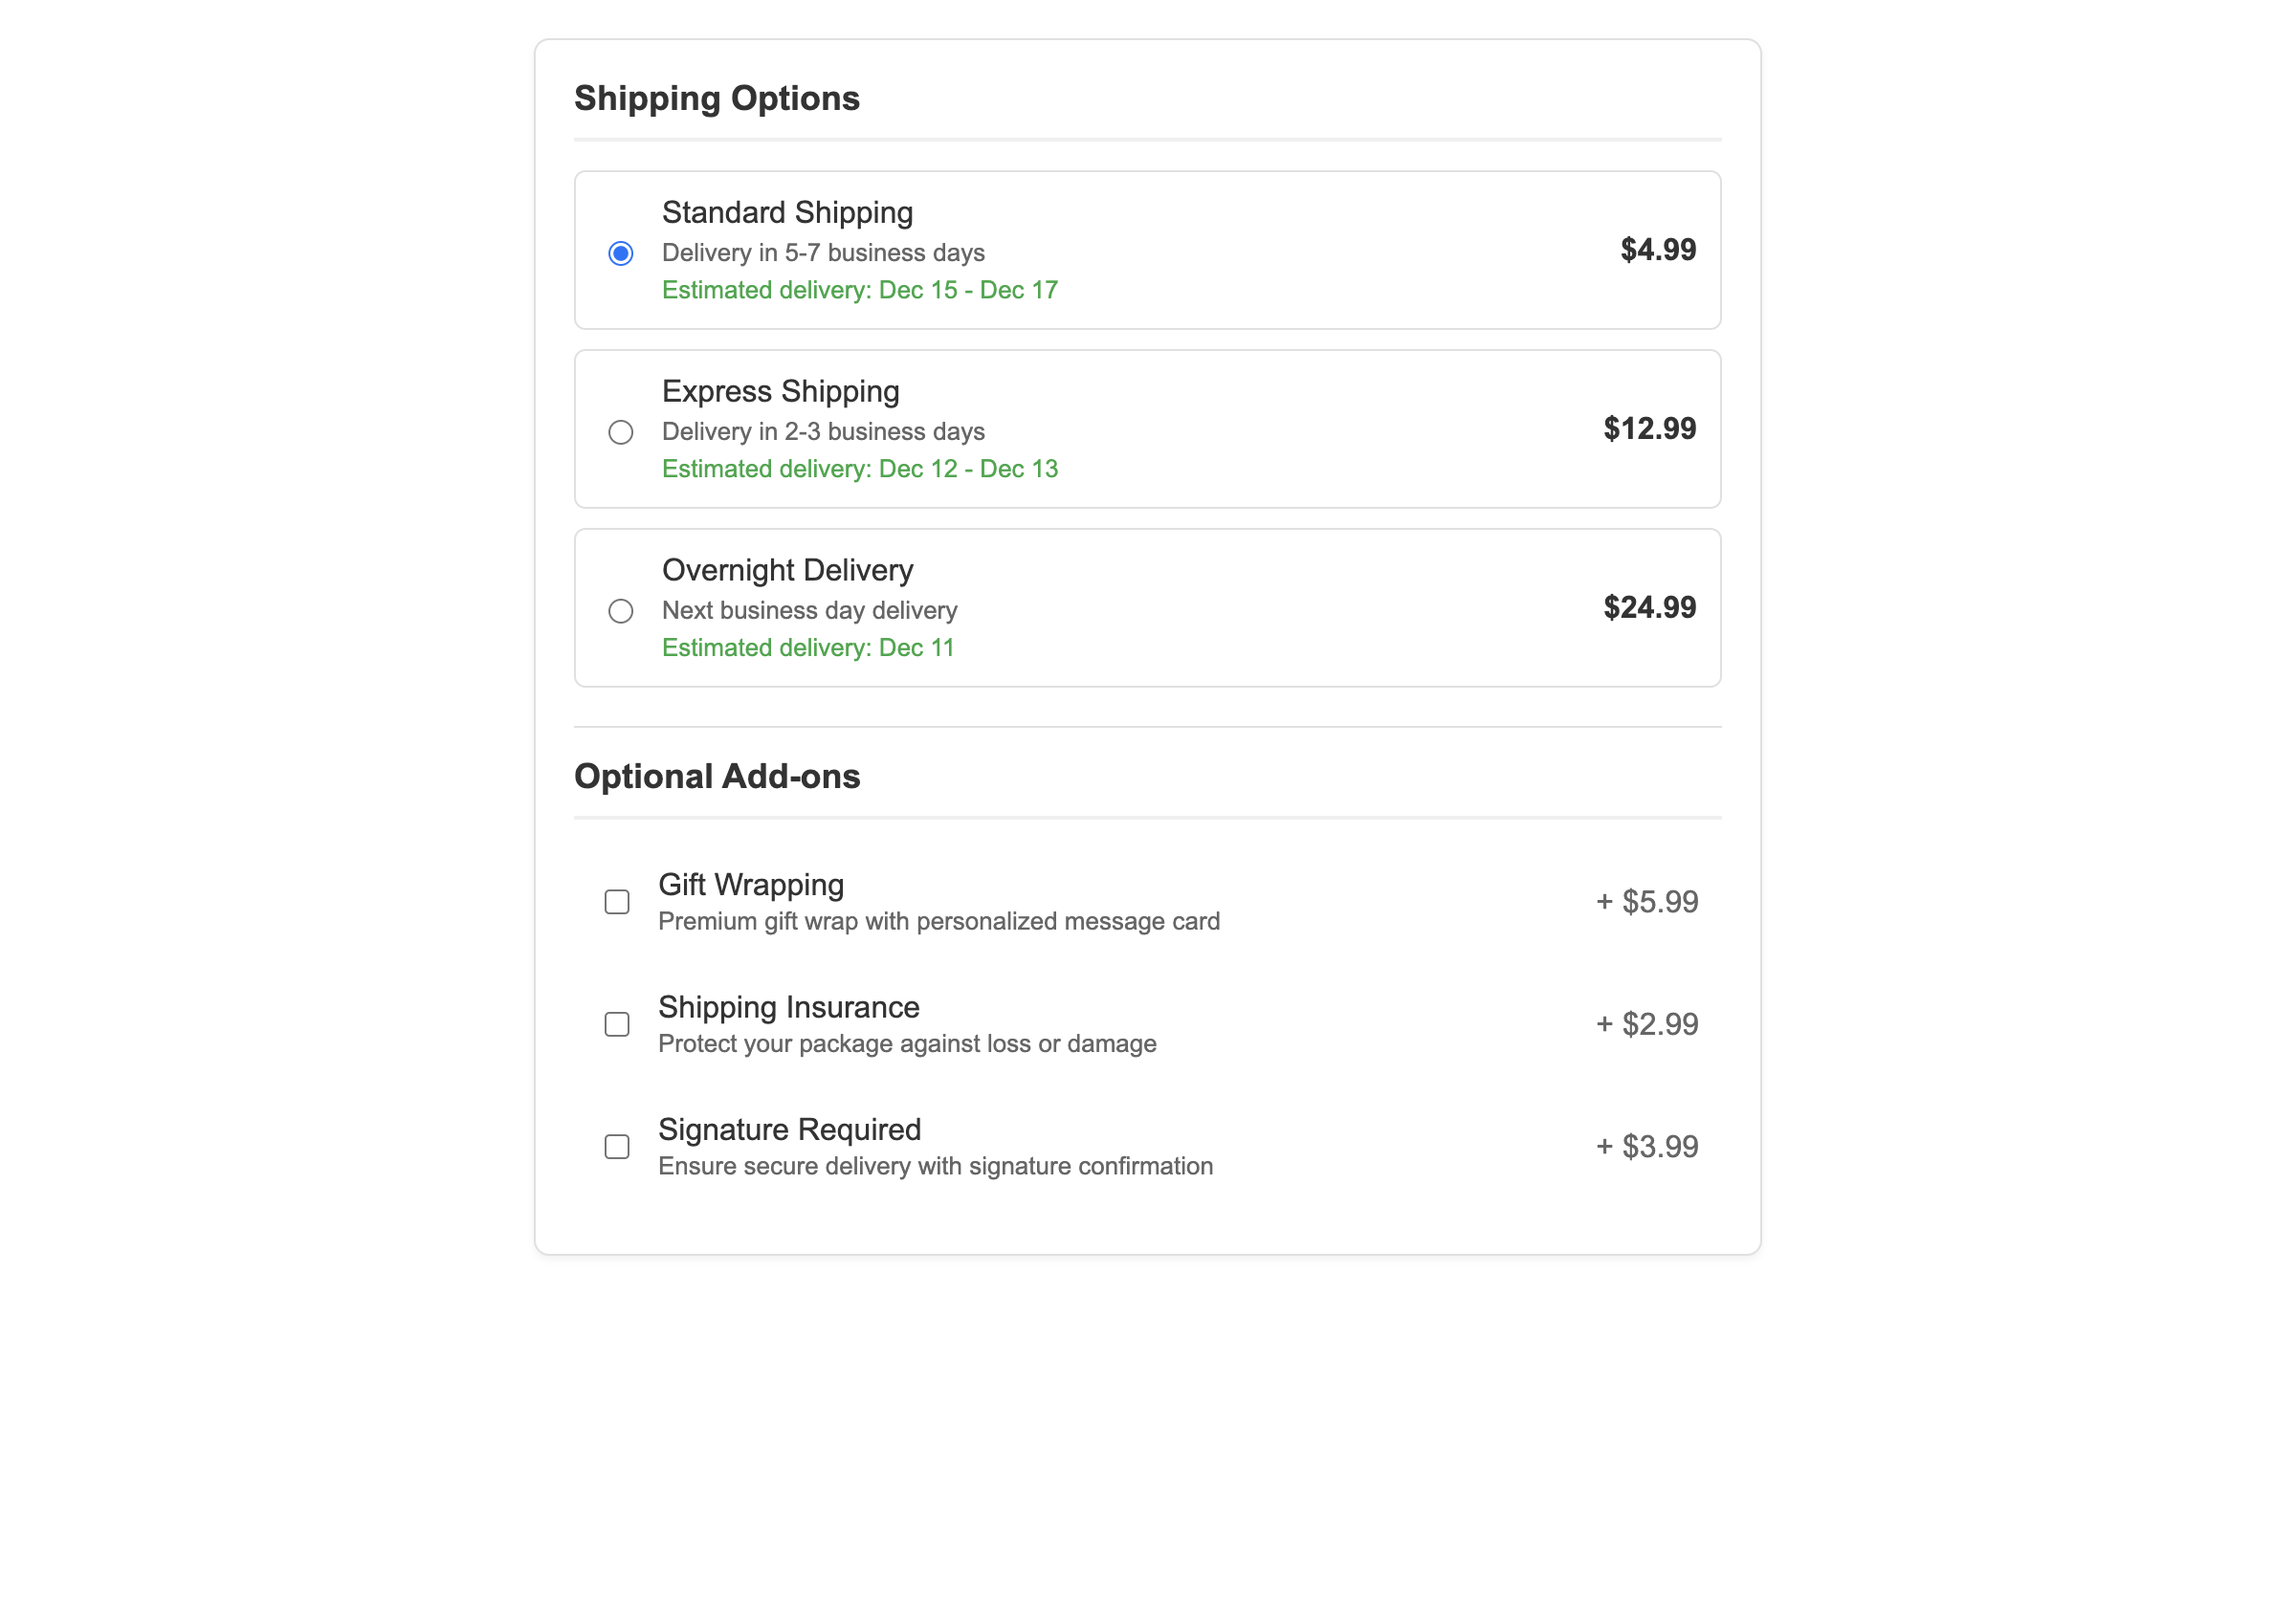 Shipping Options
Standard Shipping
Delivery in 5-7 business days
Estimated delivery: Dec 15 - Dec 17
$4.99
Express Shipping
Delivery in 2-3 business days
Estimated delivery: Dec 12 - Dec 13
$12.99
Overnight Delivery
Next business day delivery
Estimated delivery: Dec 11
$24.99
Optional Add-ons
Gift Wrapping
Premium gift wrap with personalized message card
+ $5.99
Shipping Insurance
Protect your package against loss or damage
+ $2.99
Signature Required
Ensure secure delivery with signature confirmation
+ $3.99